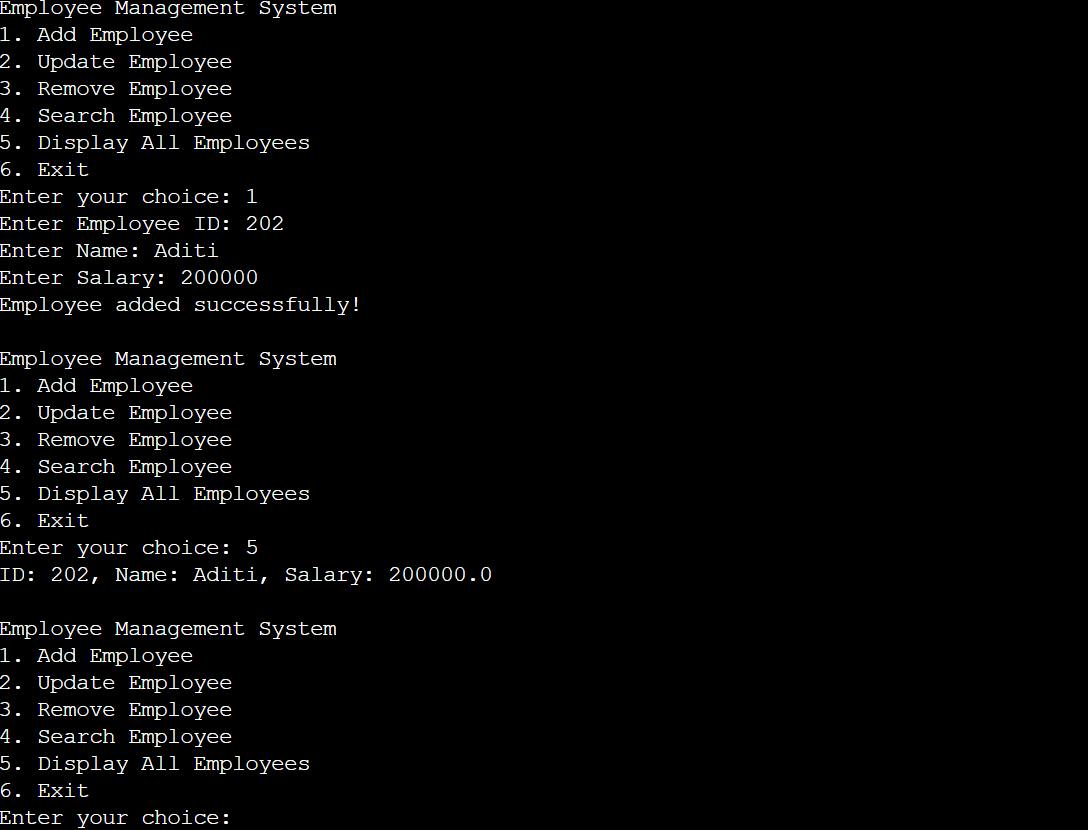 Employee Management System
1. Add Employee
2. Update Employee
3. Remove Employee
4. Search Employee
5. Display All Employees
6. Exit
Enter your choice: 1
Enter Employee ID: 202
Enter Name: Aditi
Enter Salary: 200000
Employee added successfully!

Employee Management System
1. Add Employee
2. Update Employee
3. Remove Employee
4. Search Employee
5. Display All Employees
6. Exit
Enter your choice: 5
ID: 202, Name: Aditi, Salary: 200000.0

Employee Management System
1. Add Employee
2. Update Employee
3. Remove Employee
4. Search Employee
5. Display All Employees
6. Exit
Enter your choice: